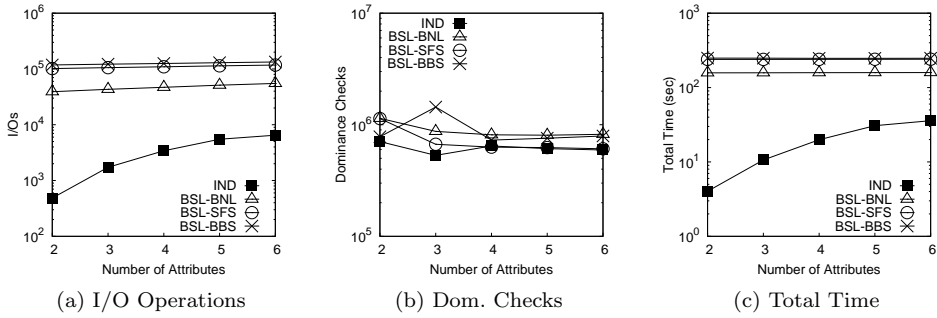 10^6
10^5
10^4
10^3
10^2
I/Os
IND
BSL-BNL
BSL-SFS
BSL-BBS
2 3 4 5 6
Number of Attributes
(a) I/O Operations
10^7
10^6
10^5
Dominance Checks
IND
BSL-BNL
BSL-SFS
BSL-BBS
2 3 4 5 6
Number of Attributes
(b) Dom. Checks
10^3
10^2
10^1
10^0
Total Time (sec)
IND
BSL-BNL
BSL-SFS
BSL-BBS
2 3 4 5 6
Number of Attributes
(c) Total Time